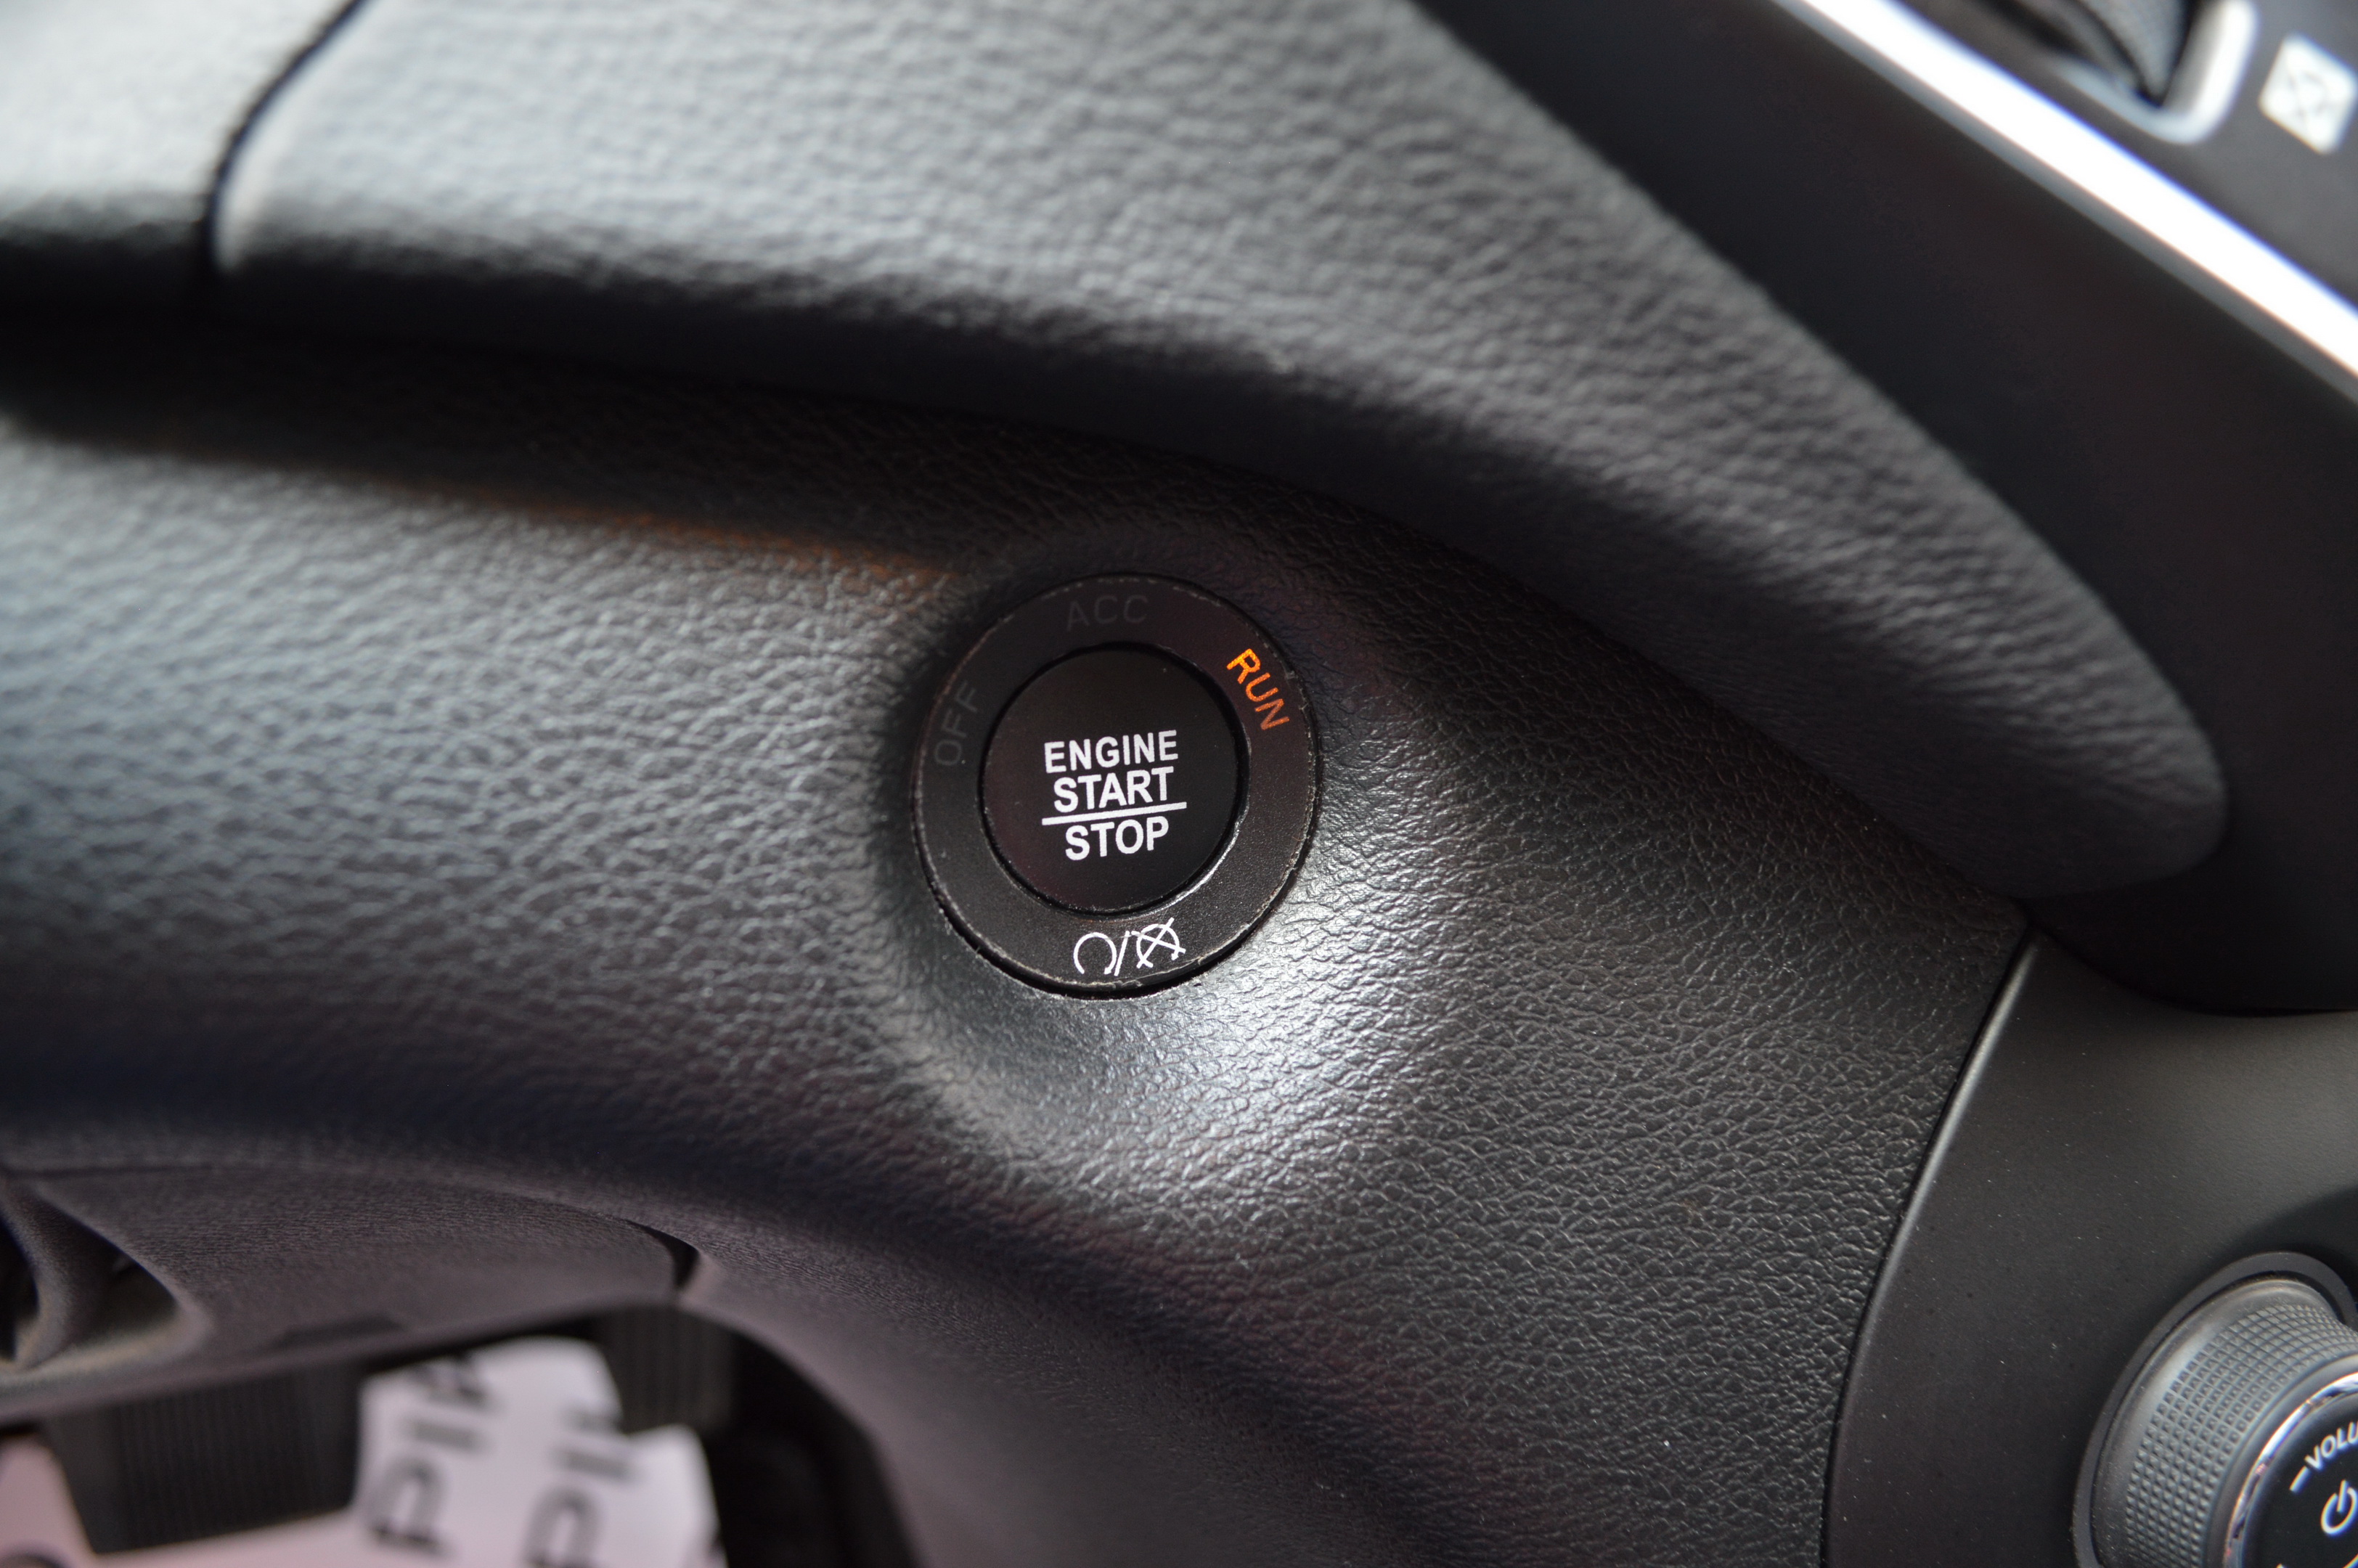 ACC
OFF
RUN
ENGINE
START
STOP